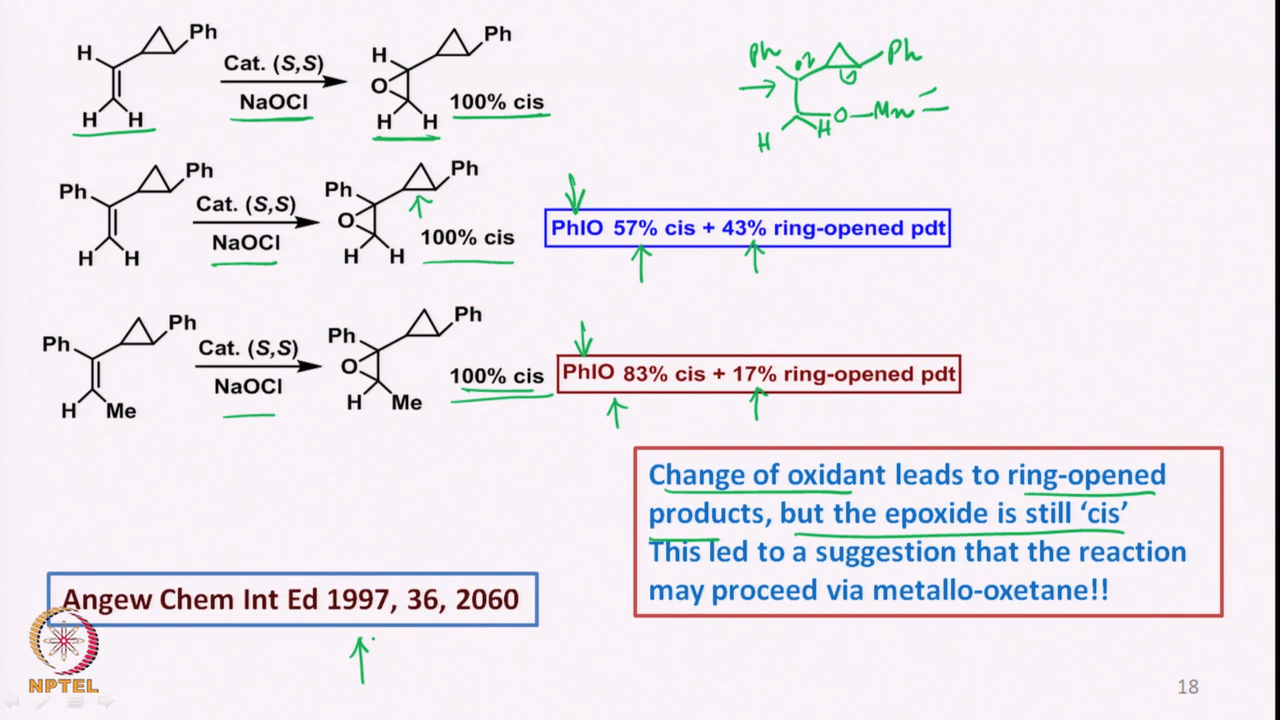 Ph
H
Cat. (S,S)
NaOCl
H H
H
Ph
O
H H
100% cis
Ph
Ph
O
Mn
H
H
Ph
Ph
Cat. (S,S)
NaOCl
H H
Ph
Ph
O
H H
100% cis
PhIO 57% cis + 43% ring-opened pdt
Ph
Ph
Cat. (S,S)
NaOCl
H Me
Ph
Ph
O
H Me
100% cis
PhIO 83% cis + 17% ring-opened pdt
Change of oxidant leads to ring-opened
products, but the epoxide is still ‘cis’
This led to a suggestion that the reaction
may proceed via metallo-oxetane!!
Angew Chem Int Ed 1997, 36, 2060
NPTEL
18